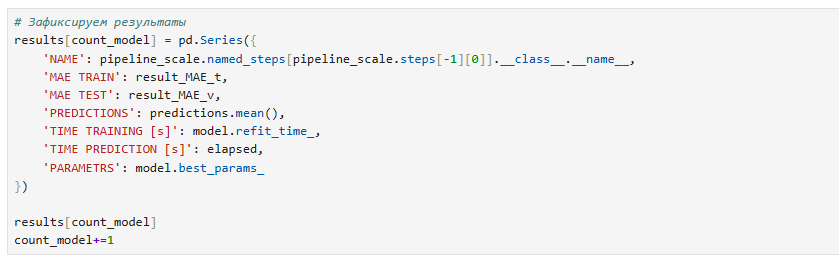 # Зафиксируем результаты
results[count_model] = pd.Series({
    'NAME': pipeline_scale.named_steps[pipeline_scale.steps[-1][0]].__class__.__name__,
    'MAE TRAIN': result_MAE_t,
    'MAE TEST': result_MAE_v,
    'PREDICTIONS': predictions.mean(),
    'TIME TRAINING [s]': model.refit_time_,
    'TIME PREDICTION [s]': elapsed,
    'PARAMETRS': model.best_params_
})

results[count_model]
count_model+=1